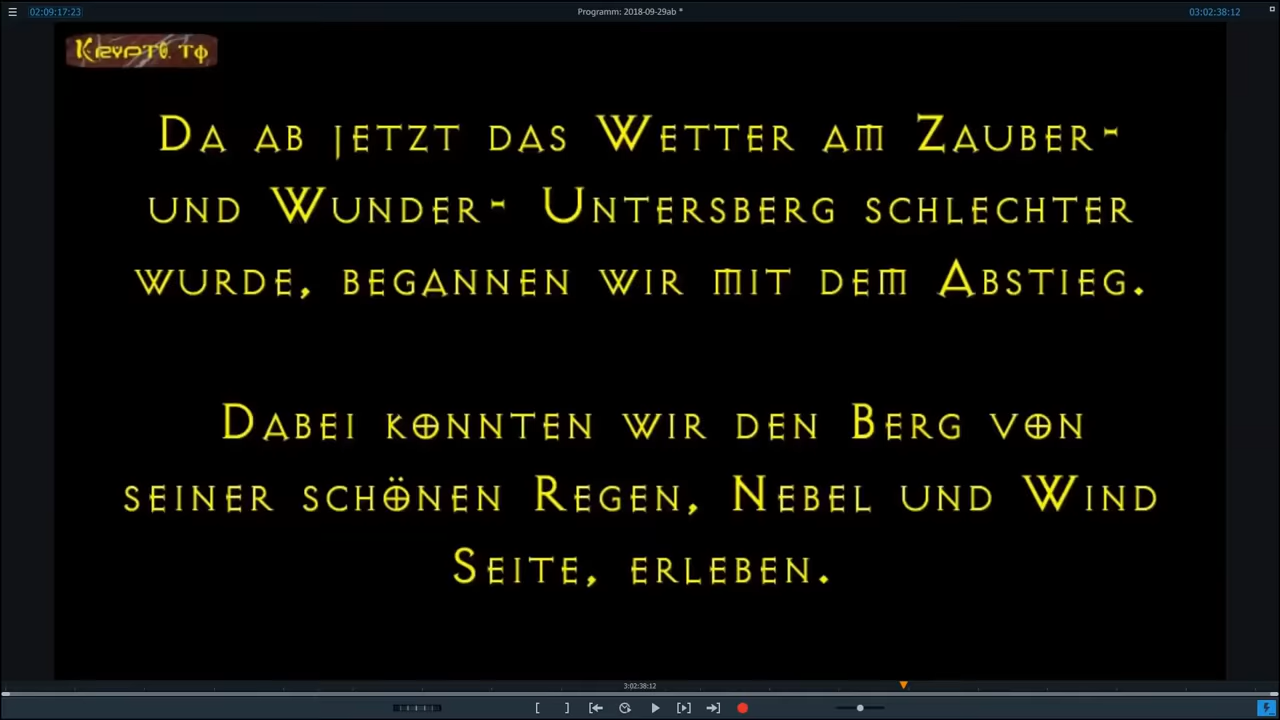 02:09:17:23
Programm: 2018-09-29ab *
03:02:38:12
Krypto. To
Da ab jetzt das Wetter am Zauber-
und Wunder- Untersberg schlechter
wurde, begannen wir mit dem Abstieg.
Dabei konnten wir den Berg von
seiner schönen Regen, Nebel und Wind
Seite, erleben.
3:02:38:12